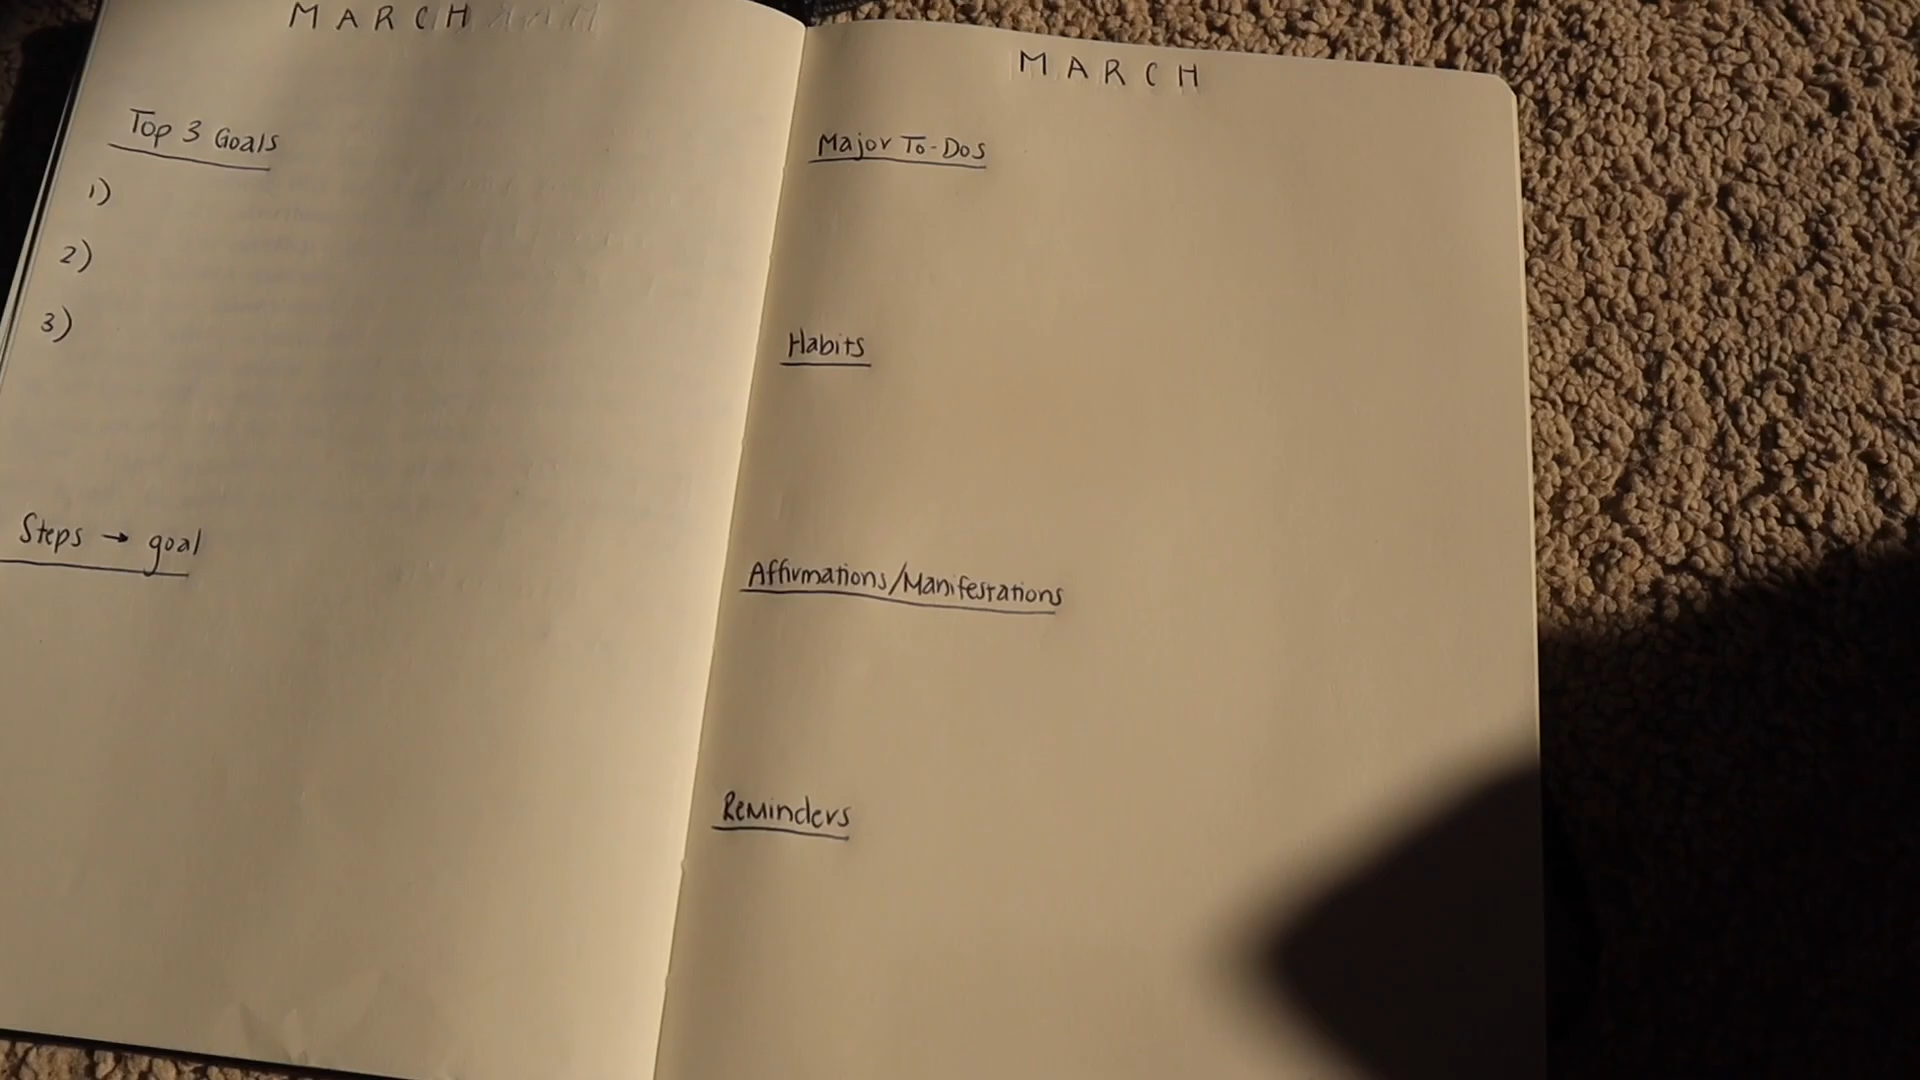 MARCH
Top 3 Goals
1)
2)
3)
Steps → goal
MARCH
Major To-Dos
Habits
Affirmations/Manifestations
Reminders